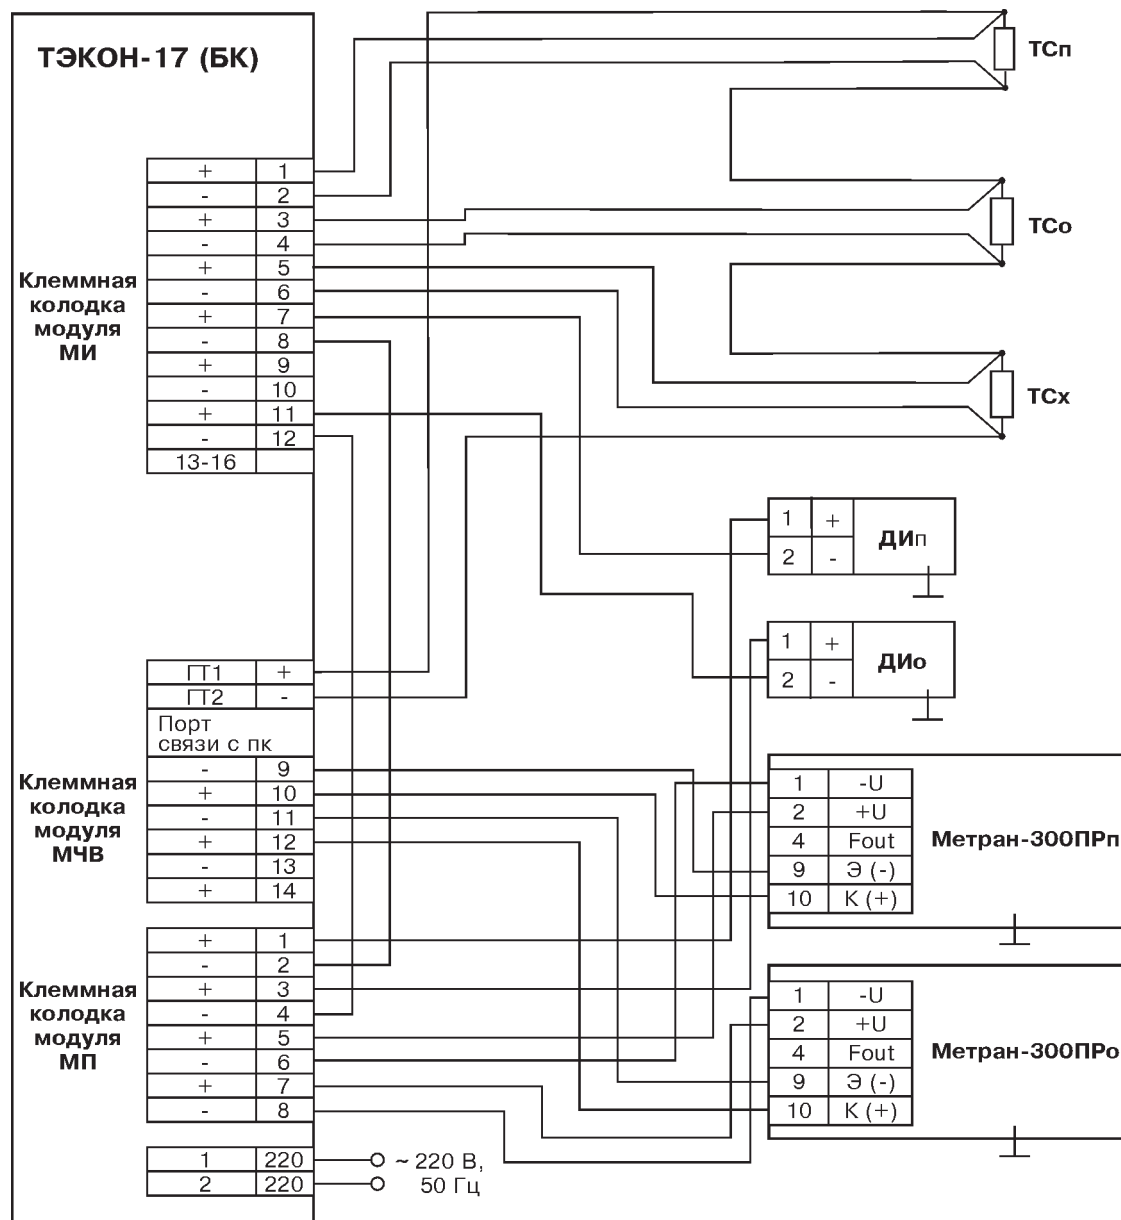 ТЭКОН-17 (БК)
Клеммная
колодка
модуля
МИ
+ 1
- 2
+ 3
- 4
+ 5
- 6
+ 7
- 8
+ 9
- 10
+ 11
- 12
13-16
ГТ1 +
ГТ2 -
Порт
связи с пк
Клеммная
колодка
модуля
МЧВ
- 9
+ 10
- 11
+ 12
- 13
+ 14
Клеммная
колодка
модуля
МП
+ 1
- 2
+ 3
- 4
+ 5
- 6
+ 7
- 8
1 220
2 220
~ 220 В,
50 Гц
ТСп
ТСо
ТСх
1 +
2 -
ДИп
1 +
2 -
ДИо
1 -U
2 +U
4 Fout
9 Э (-)
10 К (+)
Метран-300ПРп
1 -U
2 +U
4 Fout
9 Э (-)
10 К (+)
Метран-300ПРо